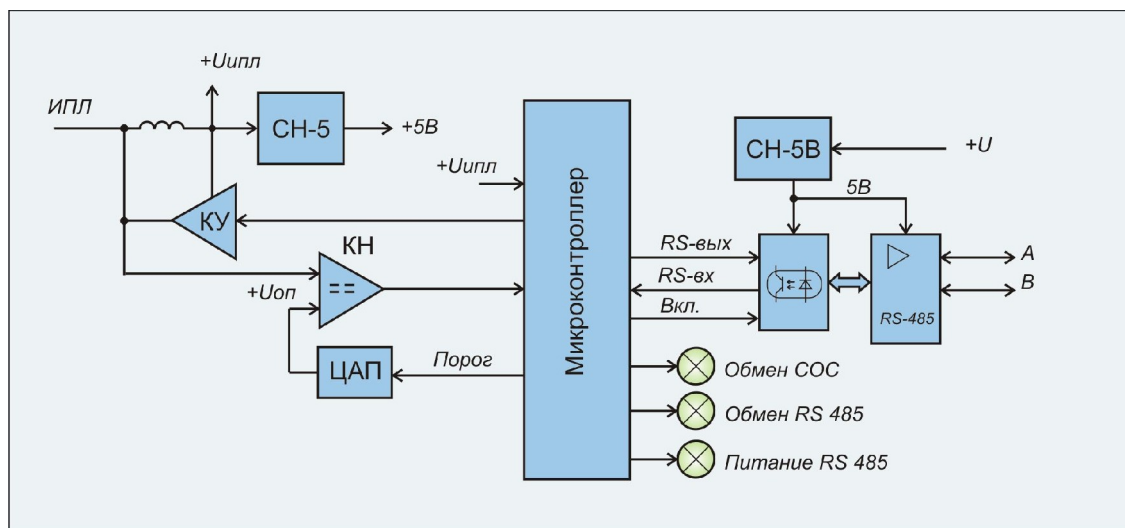 +Uипл
ИПЛ
СН-5
+5В
СН-5В
+U
+Uипл
5В
КУ
Микроконтроллер
КН
RS-вых
А
RS-вх
В
+Uоп
==
Вкл.
RS-485
ЦАП
Порог
Обмен СОС
Обмен RS 485
Питание RS 485